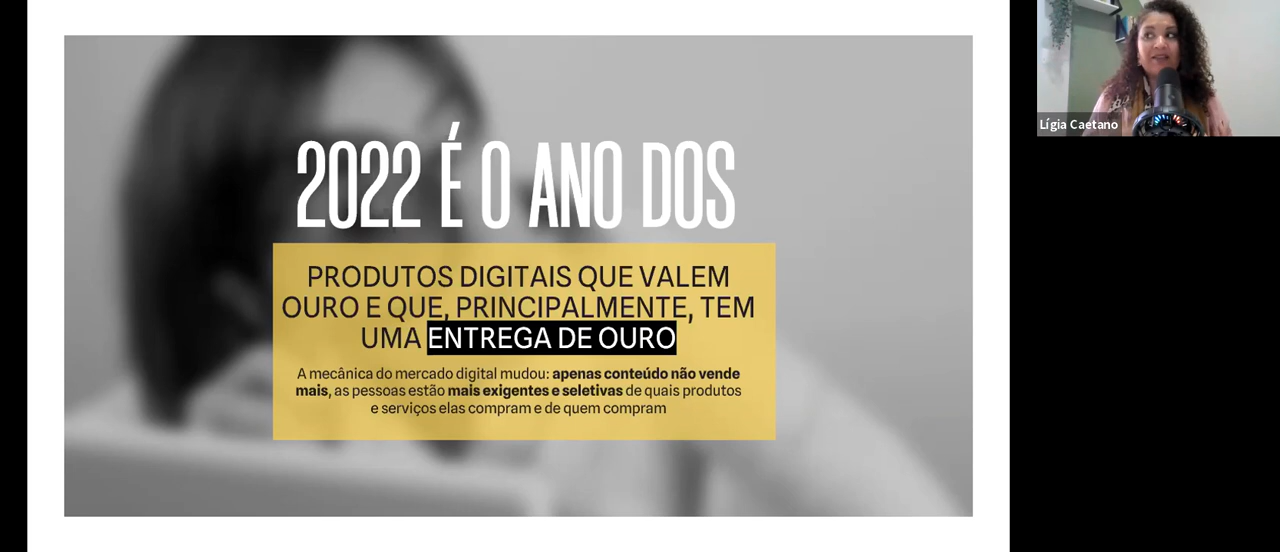 2022 É O ANO DOS
PRODUTOS DIGITAIS QUE VALEM
OURO E QUE, PRINCIPALMENTE, TEM
UMA ENTREGA DE OURO
A mecânica do mercado digital mudou: apenas conteúdo não vende
mais, as pessoas estão mais exigentes e seletivas de quais produtos
e serviços elas compram e de quem compram
Lígia Caetano